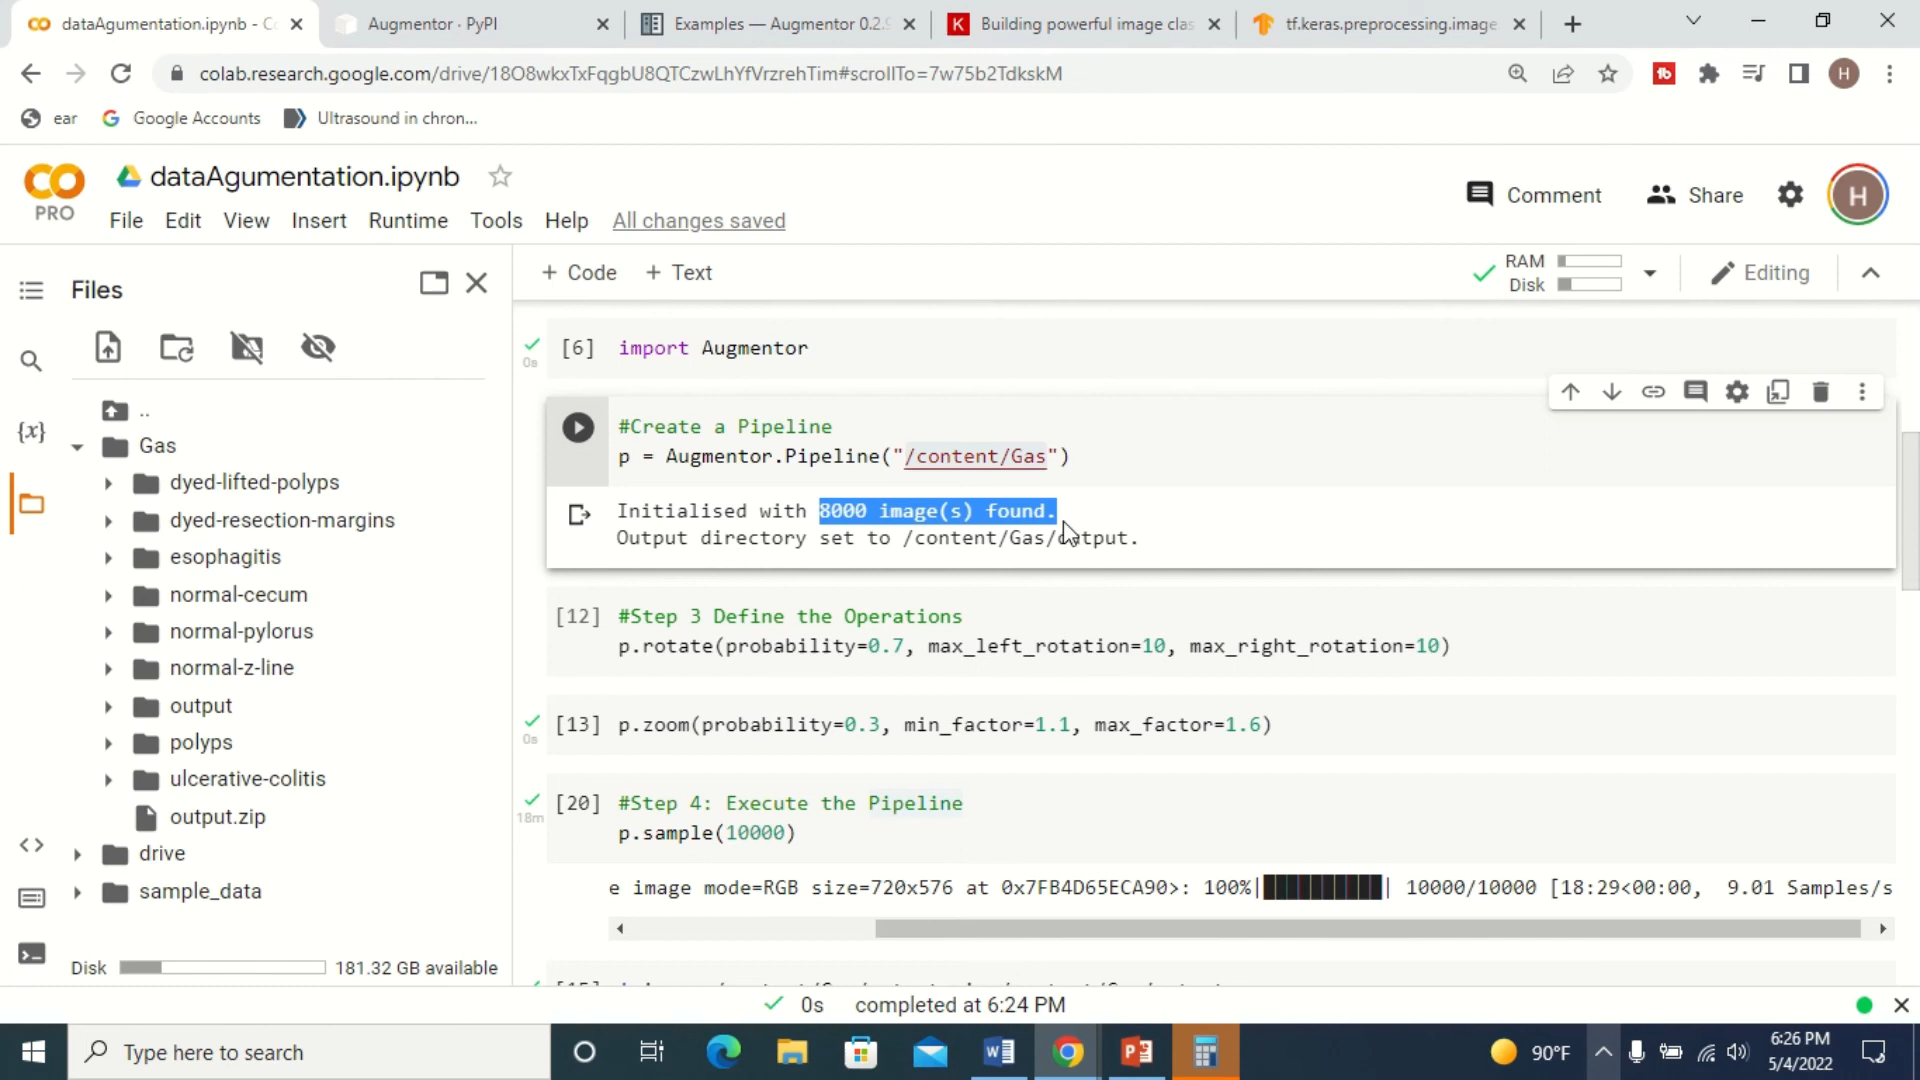 dataAgumentation.ipynb - Co
Augmentor · PyPI
Examples — Augmentor 0.2.9
Building powerful image clas
tf.keras.preprocessing.image.
colab.research.google.com/drive/18O8wkxTxFqgbU8QTCzwLhYfVrzrehTim#scrollTo=7w75b2TdkskM
H
ear
Google Accounts
Ultrasound in chron...
CO
PRO
dataAgumentation.ipynb
Comment
Share
H
File Edit View Insert Runtime Tools Help All changes saved
Files
+ Code + Text
RAM
Disk
Editing
..
Gas
dyed-lifted-polyps
dyed-resection-margins
esophagitis
normal-cecum
normal-pylorus
normal-z-line
output
polyps
ulcerative-colitis
output.zip
drive
sample_data
Disk 181.32 GB available
{x}
0s
[6] import Augmentor
#Create a Pipeline
p = Augmentor.Pipeline("/content/Gas")
Initialised with 8000 image(s) found.
Output directory set to /content/Gas/output.
[12] #Step 3 Define the Operations
p.rotate(probability=0.7, max_left_rotation=10, max_right_rotation=10)
0s
[13] p.zoom(probability=0.3, min_factor=1.1, max_factor=1.6)
18m
[20] #Step 4: Execute the Pipeline
p.sample(10000)
e image mode=RGB size=720x576 at 0x7FB4D65ECA90>: 100%|██████████| 10000/10000 [18:29<00:00, 9.01 Samples/s
0s completed at 6:24 PM
Type here to search
90°F
6:26 PM
5/4/2022